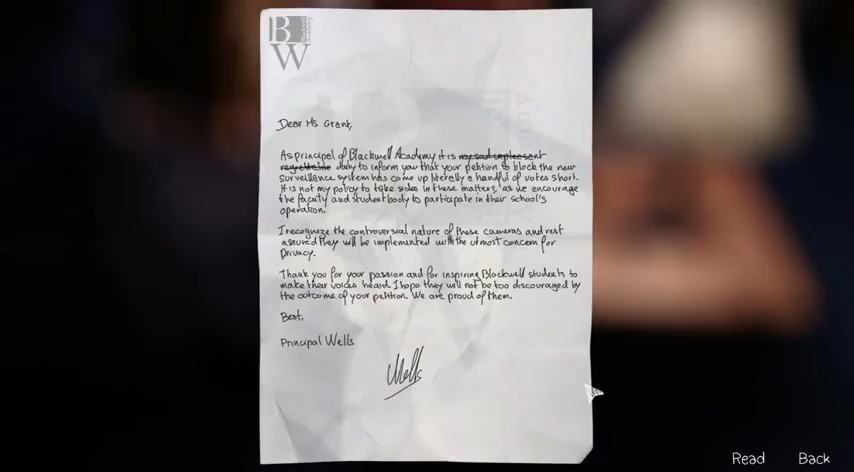 B
W
Blackwell Academy
Dear Ms Grant,
As principal of Blackwell Academy it is my sad unpleasent
regrettable duty to inform you that your petition to block the new
surveillance system has come up literally a handful of votes short.
It is not my policy to take sides in these matters, as we encourage
the faculty and student body to participate in their school's
operation.
I recognize the controversial nature of these cameras and rest
assured they will be implemented with the utmost concern for
privacy.
Thank you for your passion and for inspiring Blackwell students to
make their voices heard. I hope they will not be too discouraged by
the outcome of your petition. We are proud of them.
Best,
Principal Wells
Wells
Read Back